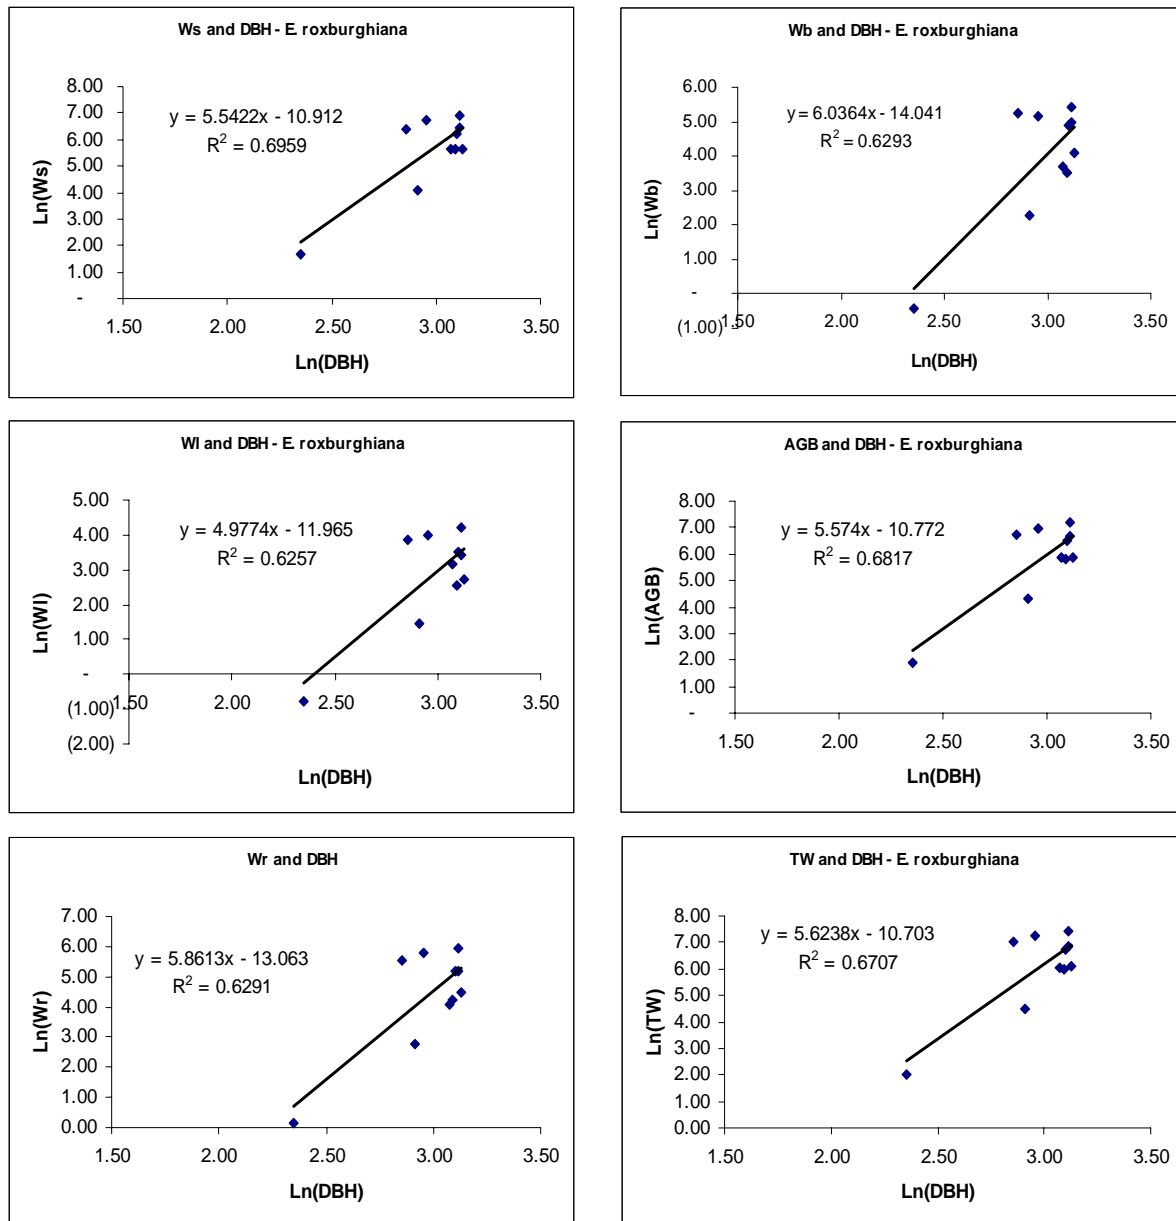 Ws and DBH - E. roxburghiana
8.00
7.00
6.00
5.00
4.00
3.00
2.00
1.00
-
y = 5.5422x - 10.912
R² = 0.6959
Ln(Ws)
1.50 2.00 2.50 3.00 3.50
Ln(DBH)
Wb and DBH - E. roxburghiana
6.00
5.00
4.00
3.00
2.00
1.00
-
(1.00)
y = 6.0364x - 14.041
R² = 0.6293
Ln(Wb)
1.50 2.00 2.50 3.00 3.50
Ln(DBH)
Wl and DBH - E. roxburghiana
5.00
4.00
3.00
2.00
1.00
-
(1.00)
(2.00)
y = 4.9774x - 11.965
R² = 0.6257
Ln(Wl)
1.50 2.00 2.50 3.00 3.50
Ln(DBH)
AGB and DBH - E. roxburghiana
8.00
7.00
6.00
5.00
4.00
3.00
2.00
1.00
-
y = 5.574x - 10.772
R² = 0.6817
Ln(AGB)
1.50 2.00 2.50 3.00 3.50
Ln(DBH)
Wr and DBH
7.00
6.00
5.00
4.00
3.00
2.00
1.00
0.00
y = 5.8613x - 13.063
R² = 0.6291
Ln(Wr)
1.50 2.00 2.50 3.00 3.50
Ln(DBH)
TW and DBH - E. roxburghiana
8.00
7.00
6.00
5.00
4.00
3.00
2.00
1.00
0.00
y = 5.6238x - 10.703
R² = 0.6707
Ln(TW)
1.50 2.00 2.50 3.00 3.50
Ln(DBH)